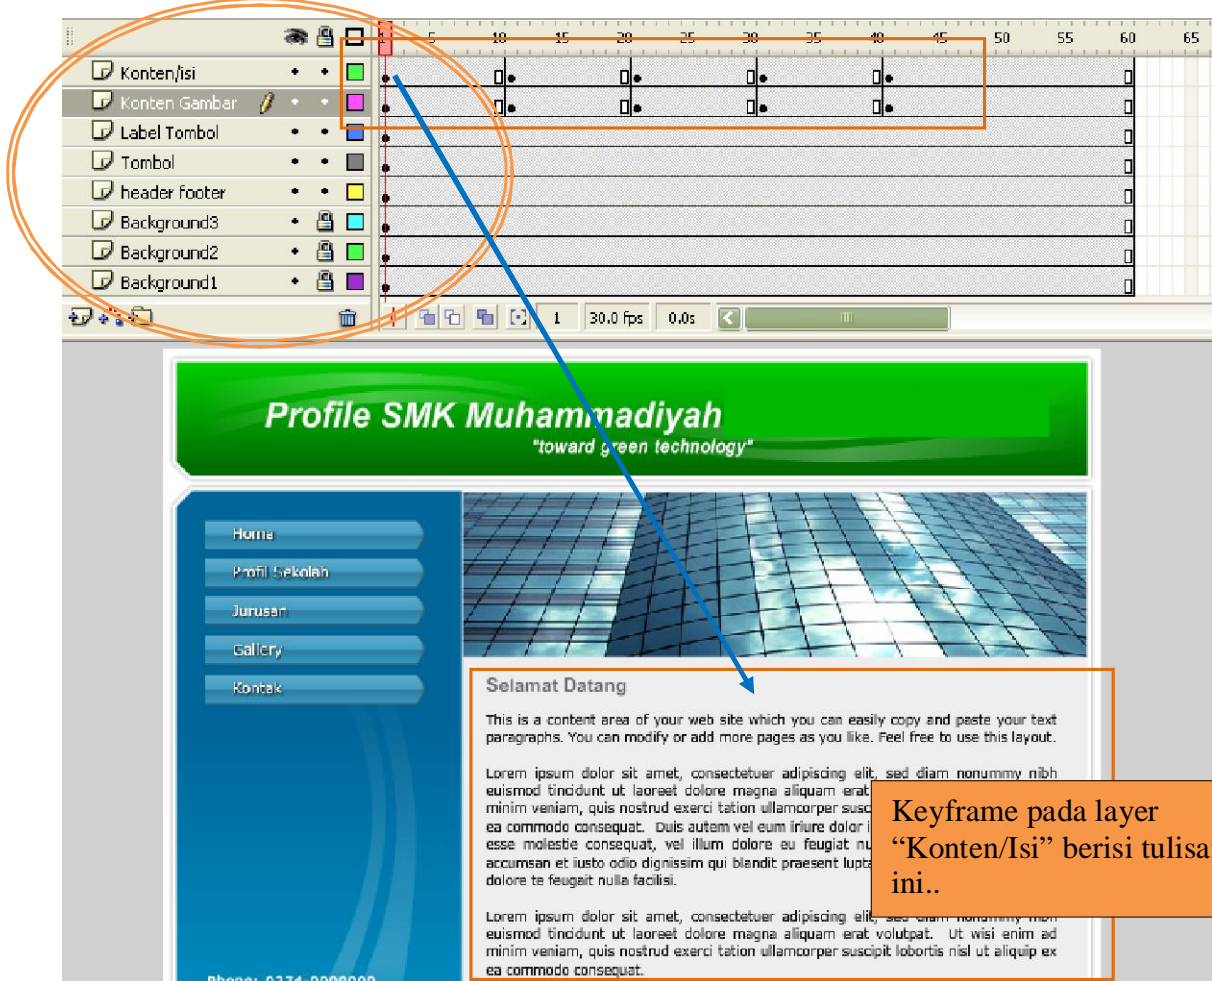 5 10 15 20 25 30 35 40 45 50 55 60 65
Konten/isi
Konten Gambar
Label Tombol
Tombol
header footer
Background3
Background2
Background1
1 30.0 fps 0.0s
Profile SMK Muhammadiyah
"toward green technology"
Home
Profil Sekolah
Jurusan
Gallery
Kontak
Selamat Datang
This is a content area of your web site which you can easily copy and paste your text
paragraphs. You can modify or add more pages as you like. Feel free to use this layout.
Lorem ipsum dolor sit amet, consectetuer adipiscing elit, sed diam nonummy nibh
euismod tincidunt ut laoreet dolore magna aliquam erat
minim veniam, quis nostrud exerci tation ullamcorper susc
ea commodo consequat. Duis autem vel eum iriure dolor i
esse molestie consequat, vel illum dolore eu feugiat nu
accumsan et iusto odio dignissim qui blandit praesent lupta
dolore te feugait nulla facilisi.
Keyframe pada layer
“Konten/Isi” berisi tulisa
ini..
Lorem ipsum dolor sit amet, consectetuer adipiscing elit, sed diam nonummy nibh
euismod tincidunt ut laoreet dolore magna aliquam erat volutpat. Ut wisi enim ad
minim veniam, quis nostrud exerci tation ullamcorper suscipit lobortis nisl ut aliquip ex
ea commodo consequat.
Phone: